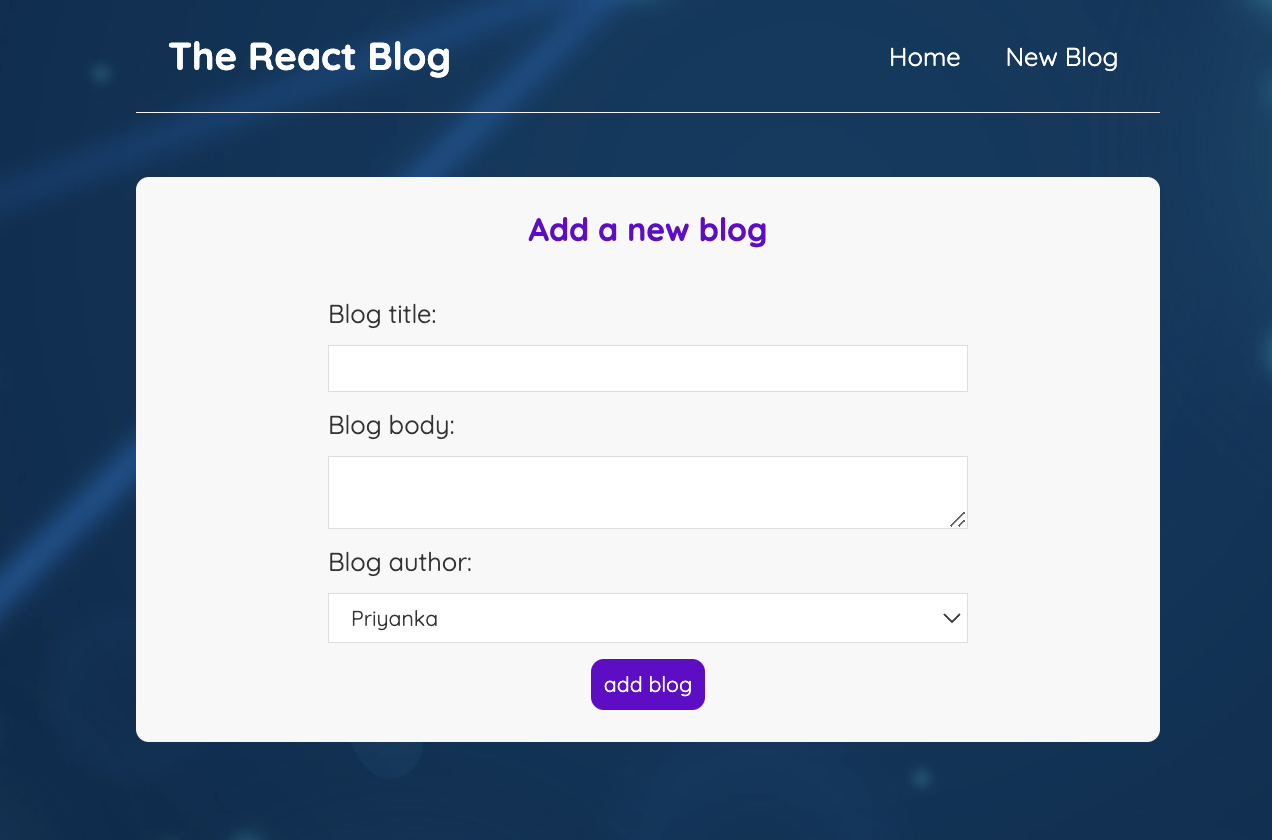 The React Blog
Home New Blog
Add a new blog
Blog title:
Blog body:
Blog author:
Priyanka
add blog